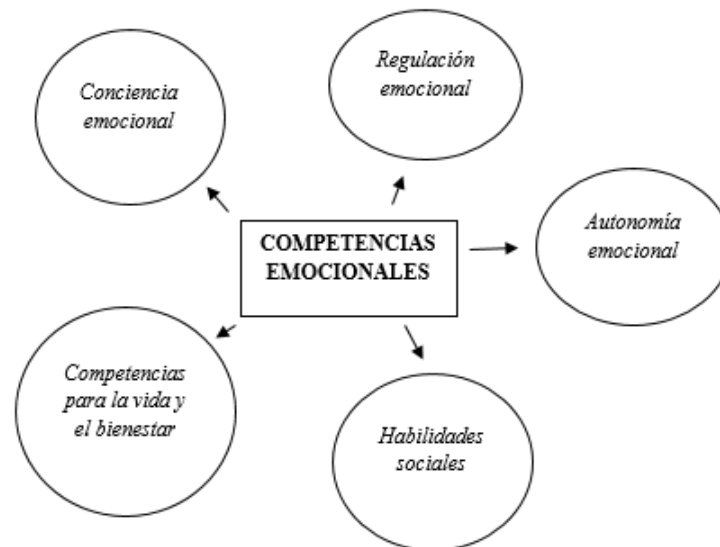 Conciencia
emocional
Regulación
emocional
COMPETENCIAS
EMOCIONALES
Autonomía
emocional
Competencias
para la vida y
el bienestar
Habilidades
sociales